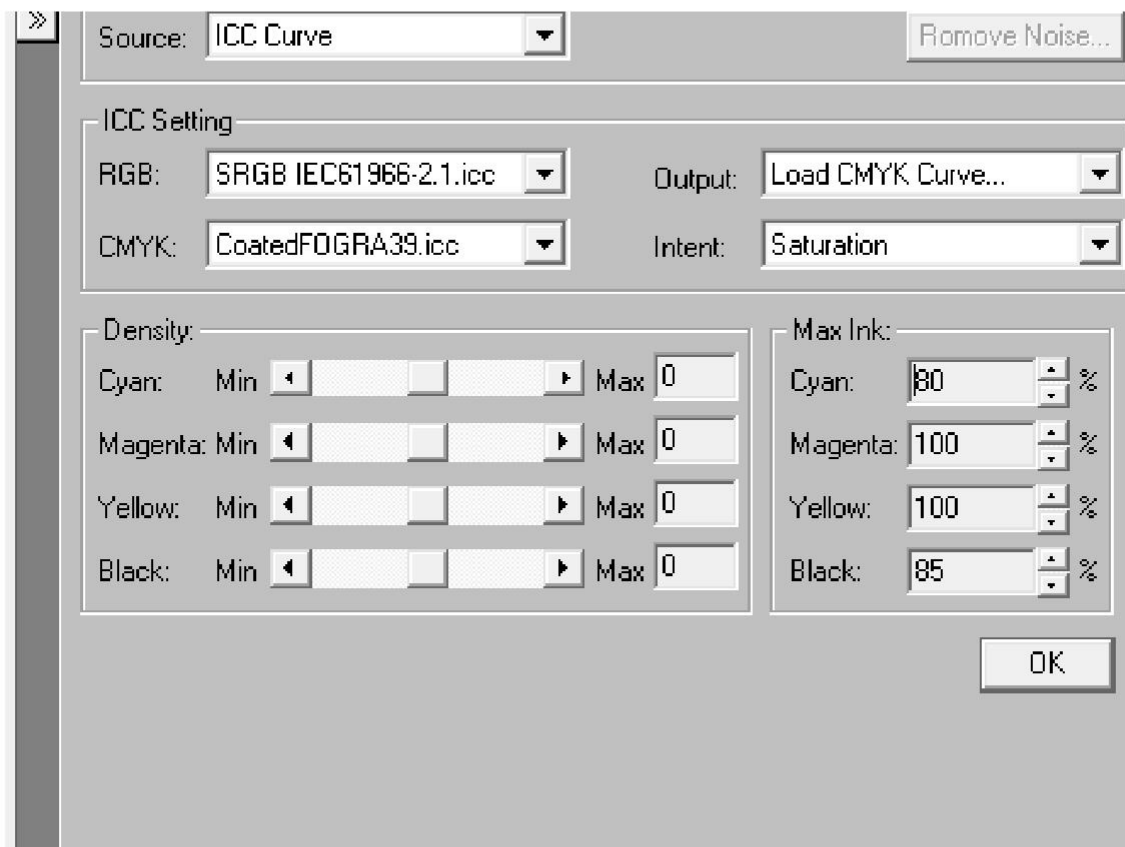 »
Source: ICC Curve Romove Noise...
ICC Setting
RGB: SRGB IEC61966-2.1.icc Output: Load CMYK Curve...
CMYK: CoatedFOGRA39.icc Intent: Saturation
Density: Max Ink:
Cyan: Min Max 0 Cyan: 80 %
Magenta: Min Max 0 Magenta: 100 %
Yellow: Min Max 0 Yellow: 100 %
Black: Min Max 0 Black: 85 %
OK